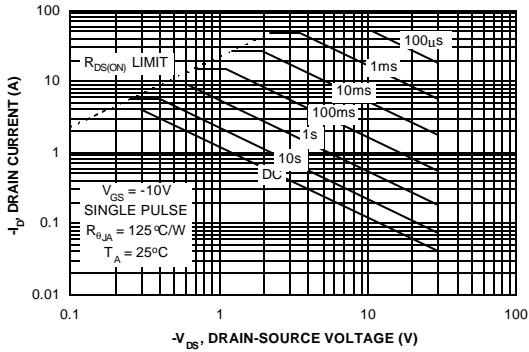 100
10
1
0.1
0.01
-I_D, DRAIN CURRENT (A)
R_DS(ON) LIMIT
100µs
1ms
10ms
100ms
1s
10s
DC
V_GS = -10V
SINGLE PULSE
R_θJA = 125°C/W
T_A = 25°C
0.1
1
10
100
-V_DS, DRAIN-SOURCE VOLTAGE (V)